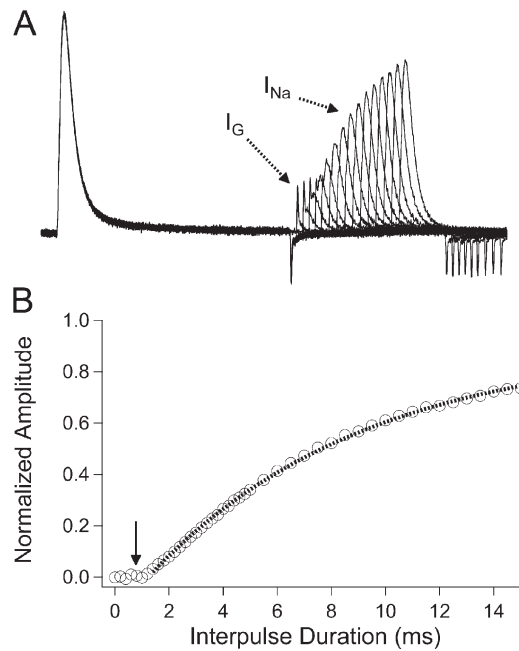 A
I_Na
I_G
B
1.0
0.8
0.6
0.4
0.2
0.0
Normalized Amplitude
0 2 4 6 8 10 12 14
Interpulse Duration (ms)